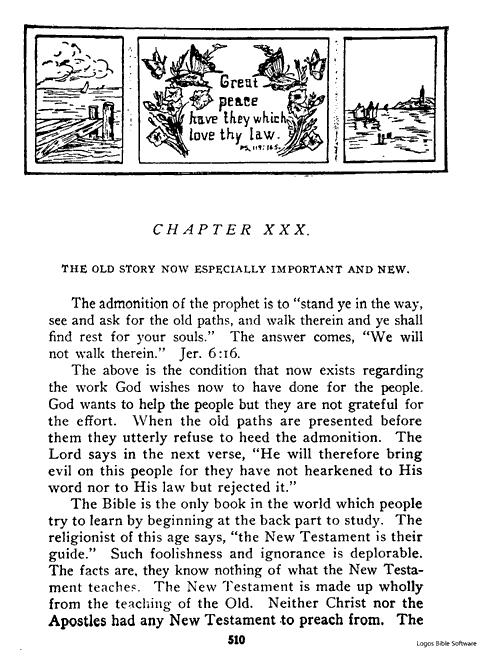 Great
peace
have they which
love thy law.
PS. 119:165.
CHAPTER XXX.
THE OLD STORY NOW ESPECIALLY IMPORTANT AND NEW.
The admonition of the prophet is to “stand ye in the way,
see and ask for the old paths, and walk therein and ye shall
find rest for your souls.” The answer comes, “We will
not walk therein.” Jer. 6:16.
The above is the condition that now exists regarding
the work God wishes now to have done for the people.
God wants to help the people but they are not grateful for
the effort. When the old paths are presented before
them they utterly refuse to heed the admonition. The
Lord says in the next verse, “He will therefore bring
evil on this people for they have not hearkened to His
word nor to His law but rejected it.”
The Bible is the only book in the world which people
try to learn by beginning at the back part to study. The
religionist of this age says, “the New Testament is their
guide.” Such foolishness and ignorance is deplorable.
The facts are, they know nothing of what the New Testa-
ment teaches. The New Testament is made up wholly
from the teaching of the Old. Neither Christ nor the
Apostles had any New Testament to preach from. The
510
Logos Bible Software